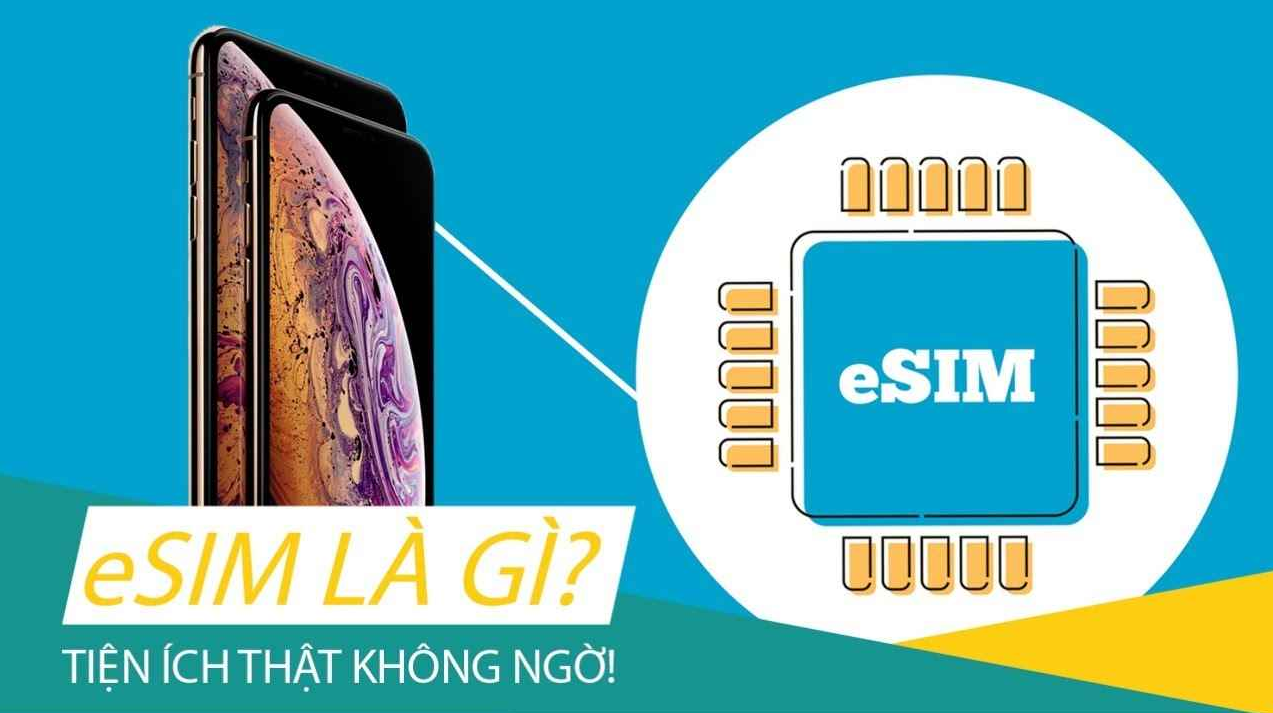 eSIM
eSIM LÀ GÌ?
TIỆN ÍCH THẬT KHÔNG NGỜ!